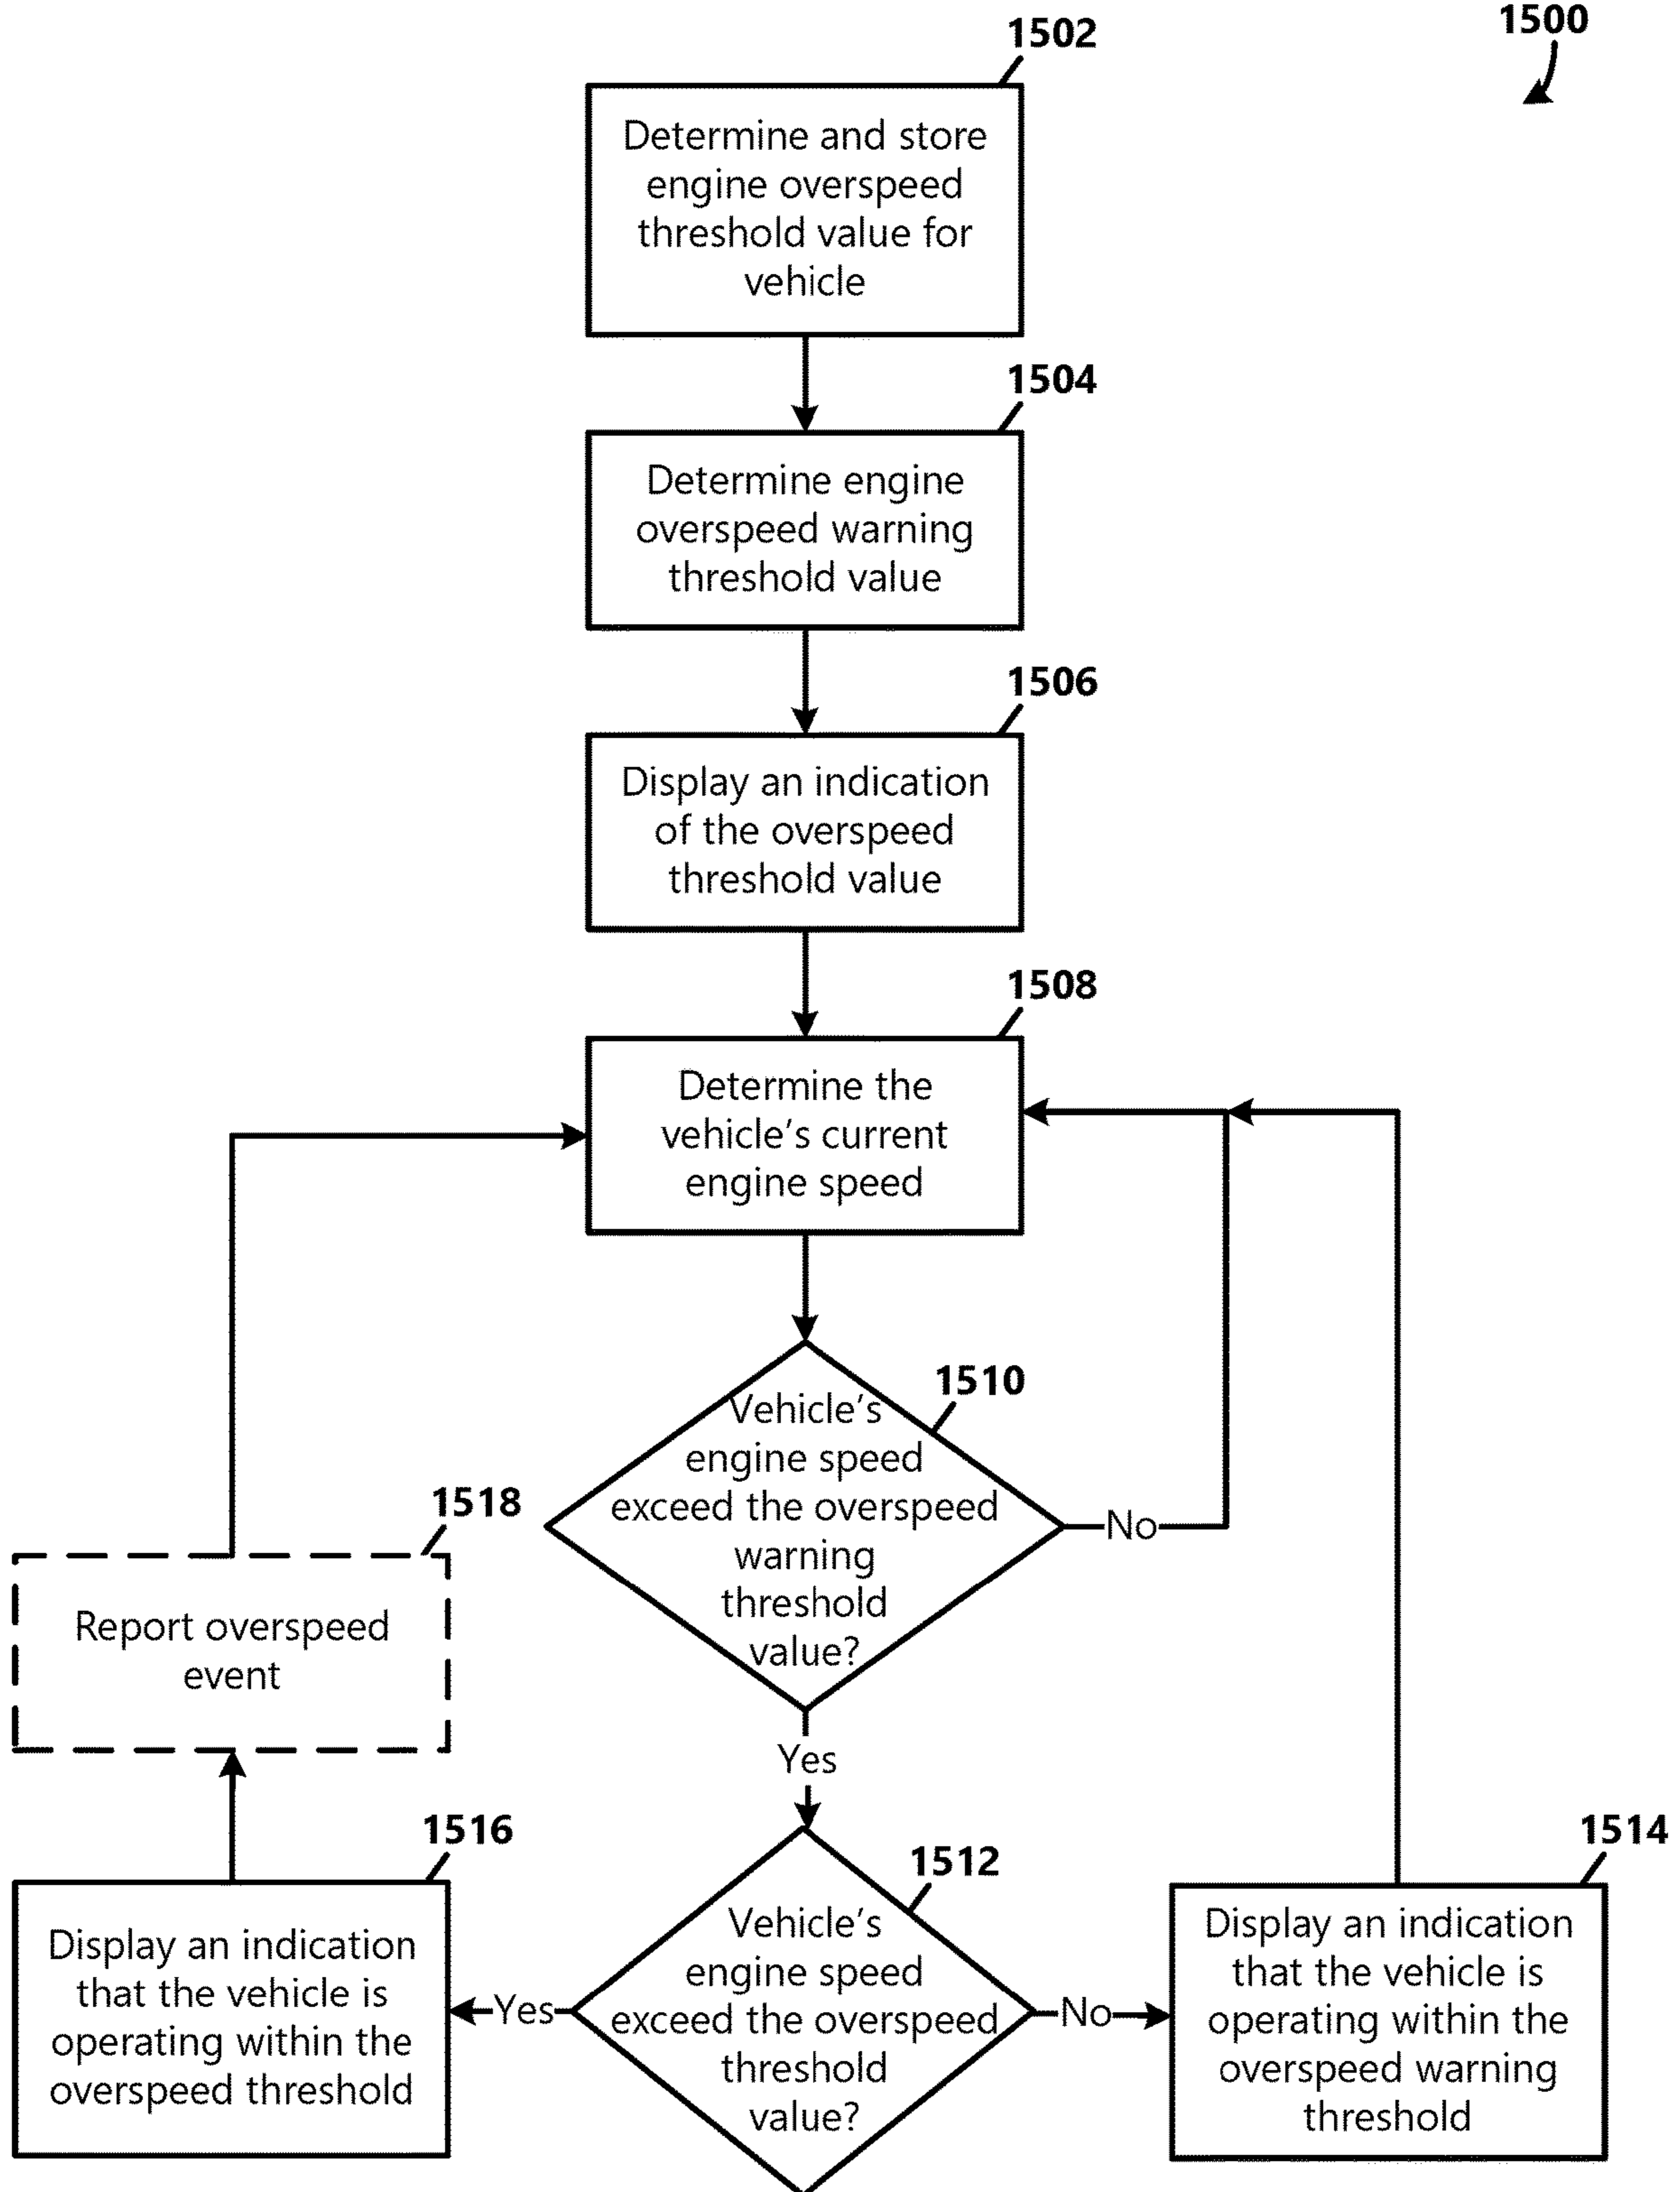 1500
1502
Determine and store
engine overspeed
threshold value for
vehicle
1504
Determine engine
overspeed warning
threshold value
1506
Display an indication
of the overspeed
threshold value
1508
Determine the
vehicle's current
engine speed
1510
Vehicle's
engine speed
exceed the overspeed
warning
threshold
value?
No
Yes
1518
Report overspeed
event
1516
Display an indication
that the vehicle is
operating within the
overspeed threshold
1512
Vehicle's
engine speed
exceed the overspeed
threshold
value?
Yes
No
1514
Display an indication
that the vehicle is
operating within the
overspeed warning
threshold